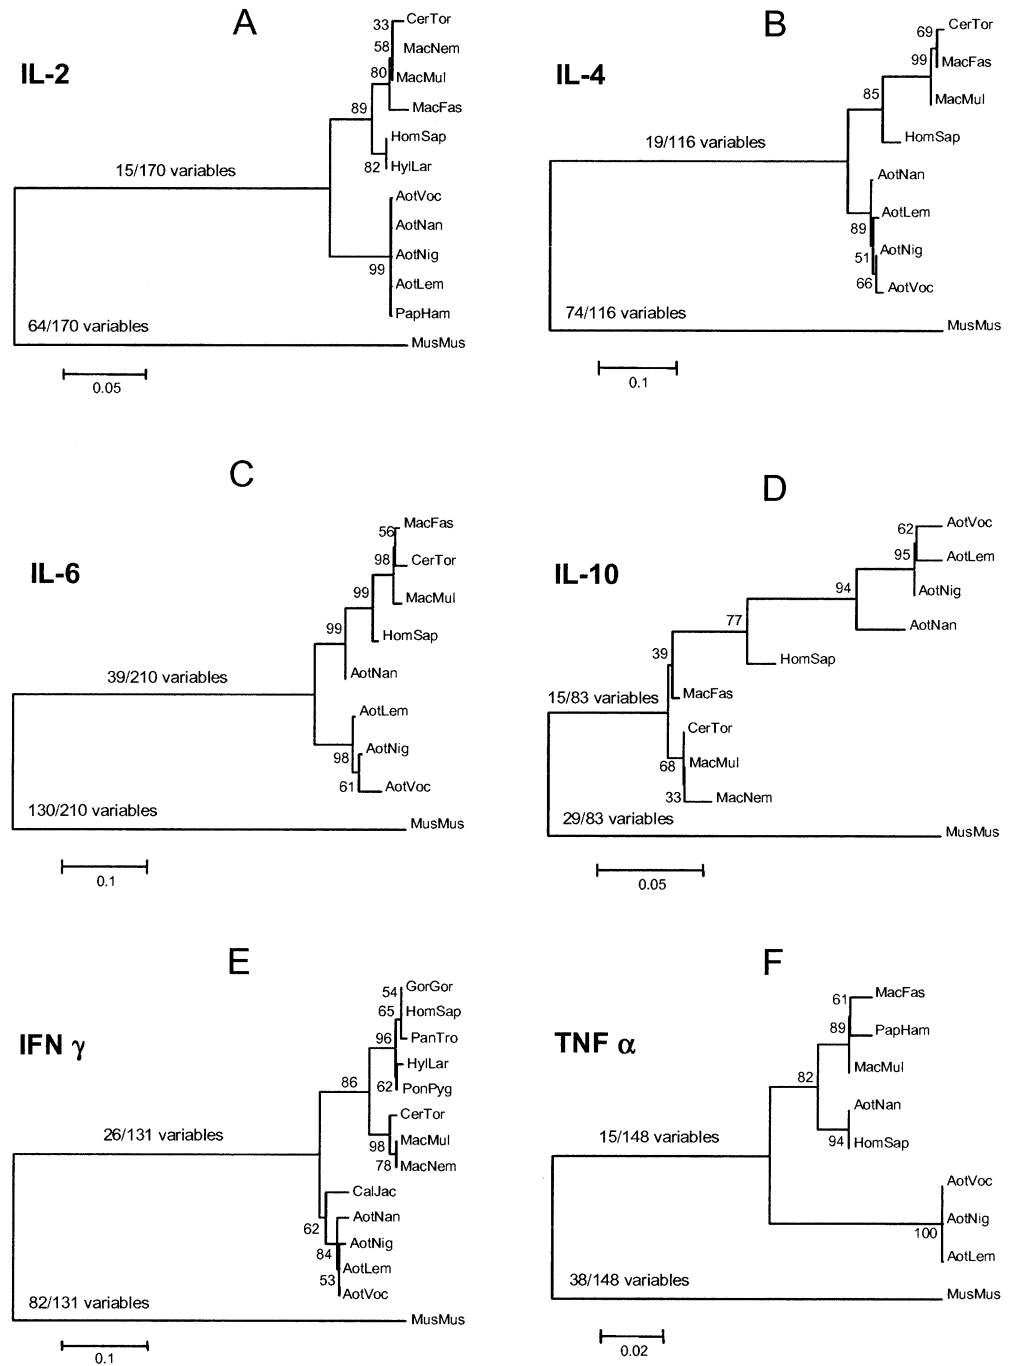 A
IL-2
33
CerTor
58
MacNem
80
MacMul
MacFas
89
HomSap
82
HylLar
15/170 variables
AotVoc
AotNan
AotNig
99
AotLem
PapHam
64/170 variables
MusMus
0.05
B
IL-4
CerTor
69
99
MacFas
MacMul
85
HomSap
19/116 variables
AotNan
AotLem
89
AotNig
51
66
AotVoc
74/116 variables
MusMus
0.1
C
IL-6
MacFas
56
98
CerTor
99
MacMul
99
HomSap
AotNan
39/210 variables
AotLem
AotNig
98
61
AotVoc
130/210 variables
MusMus
0.1
D
IL-10
62
AotVoc
95
AotLem
94
AotNig
77
AotNan
39
HomSap
15/83 variables
MacFas
CerTor
68
MacMul
33
MacNem
29/83 variables
MusMus
0.05
E
IFN γ
54
GorGor
65
HomSap
96
PanTro
HylLar
86
62
PonPyg
CerTor
26/131 variables
98
MacMul
78
MacNem
CalJac
62
AotNan
84
AotNig
AotLem
53
AotVoc
82/131 variables
MusMus
0.1
F
TNF α
61
MacFas
89
PapHam
82
MacMul
AotNan
15/148 variables
94
HomSap
AotVoc
AotNig
100
AotLem
38/148 variables
MusMus
0.02